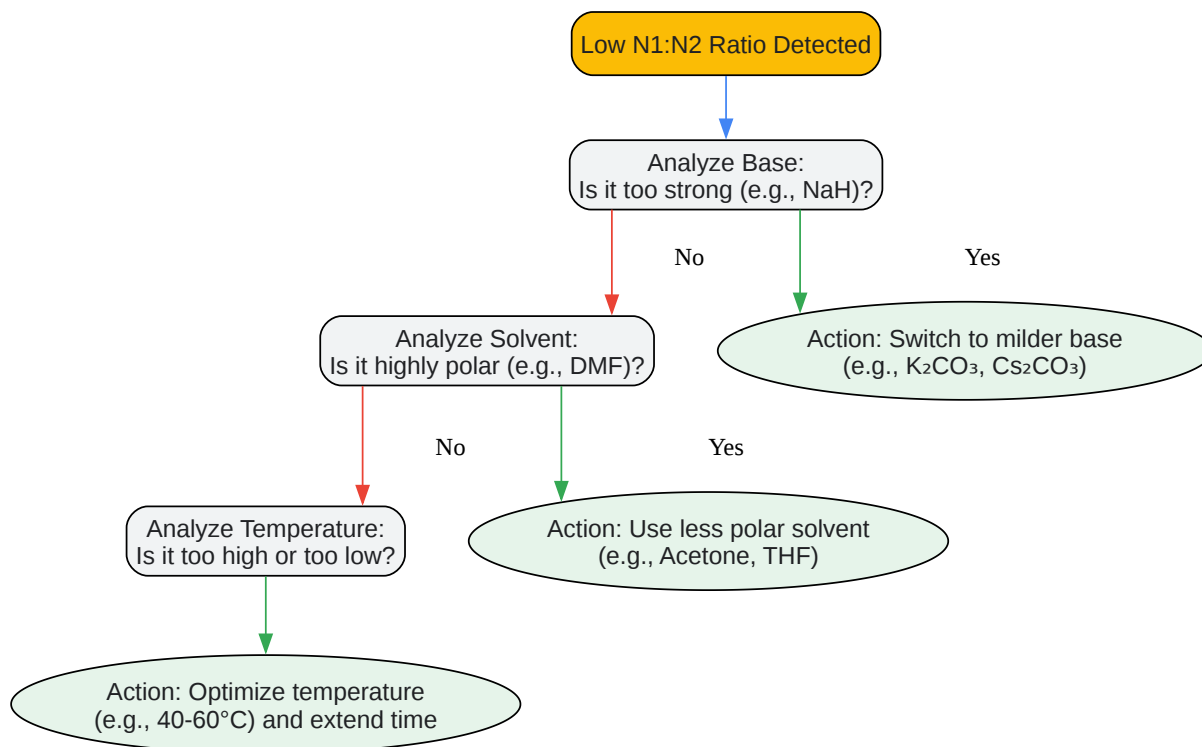 Low N1:N2 Ratio Detected
Analyze Base:
Is it too strong (e.g., NaH)?
No
Yes
Analyze Solvent:
Is it highly polar (e.g., DMF)?
Action: Switch to milder base
(e.g., K₂CO₃, Cs₂CO₃)
No
Yes
Analyze Temperature:
Is it too high or too low?
Action: Use less polar solvent
(e.g., Acetone, THF)
Action: Optimize temperature
(e.g., 40-60°C) and extend time